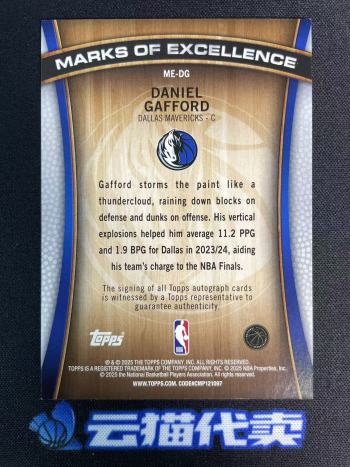 MARKS OF EXCELLENCE
ME-DG
DANIEL
GAFFORD
DALLAS MAVERICKS - C
Gafford storms the paint like a
thundercloud, raining down blocks on
defense and dunks on offense. His vertical
explosions helped him average 11.2 PPG
and 1.9 BPG for Dallas in 2023/24, aiding
his team's charge to the NBA Finals.
The signing of all Topps autograph cards
is witnessed by a Topps representative to
guarantee authenticity.
Topps
NBA
® & © 2025 THE TOPPS COMPANY, INC. ALL RIGHTS RESERVED.
TOPPS IS A REGISTERED TRADEMARK OF THE TOPPS COMPANY, INC. © 2025 NBA Properties, Inc.
© 2025 the National Basketball Players Association. All rights reserved.
WWW.TOPPS.COM. CODE#CMP121097
云猫代卖